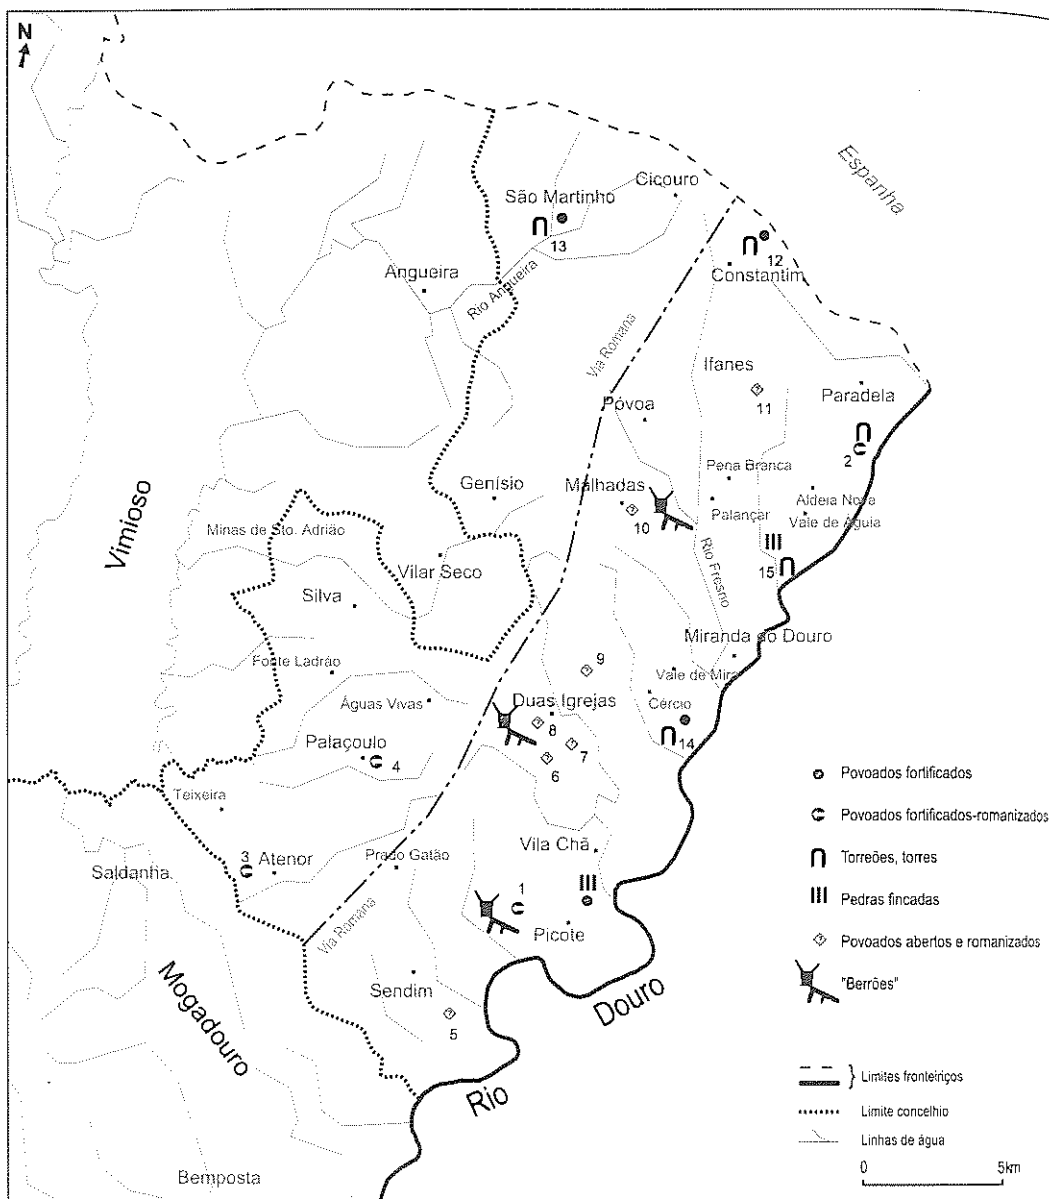 N
Espanha
Cicouro
São Martinho
13
12
Constantim
Angueira
Rio Angueira
Via Romana
Ifanes
11
Paradela
Póvoa
2
Pena Branca
Genísio
Malhadas
Aldeia Nova
10
Palançar
Vale de Águia
Vimioso
Minas de Sto. Adrião
Rio Fresno
Vilar Seco
15
Silva
Miranda do Douro
9
Fonte Ladrão
Vale de Mira
Águas Vivas
Duas Igrejas
Cércio
8
14
Palaçoulo
7
4
6
Povoados fortificados
Teixeira
Povoados fortificados-romanizados
Vila Chã
3
Prado Gatão
Atenor
Torreões, torres
Saldanha
1
Pedras fincadas
Via Romana
Picote
Povoados abertos e romanizados
Sendim
"Berrões"
Mogadouro
Douro
5
Rio
Limites fronteiriços
Limite concelhio
Linhas de água
Bemposta
0 5km